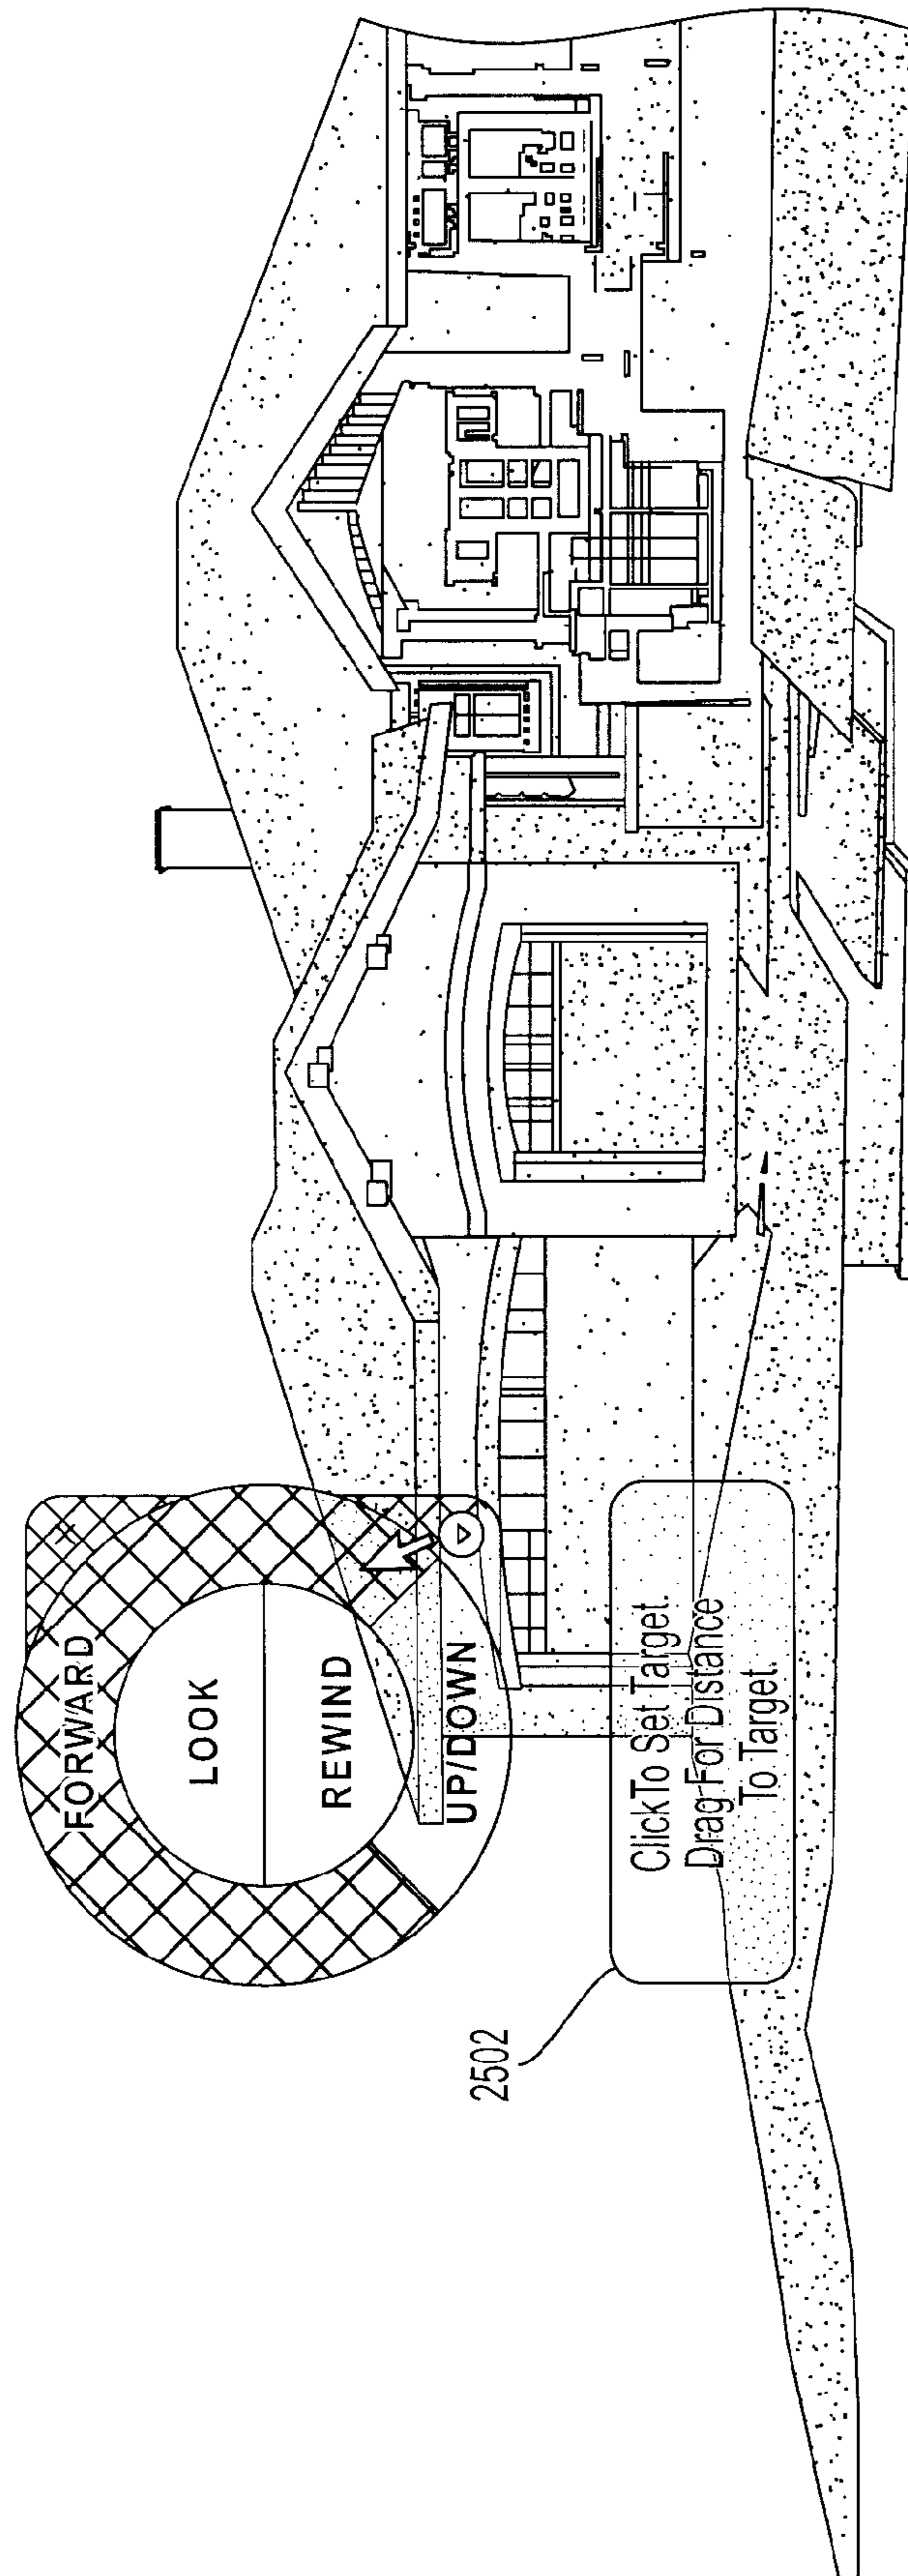 FORWARD
LOOK
REWIND
UP/DOWN
2502
ClickTo Set Target.
Drag For Distance
To Target.